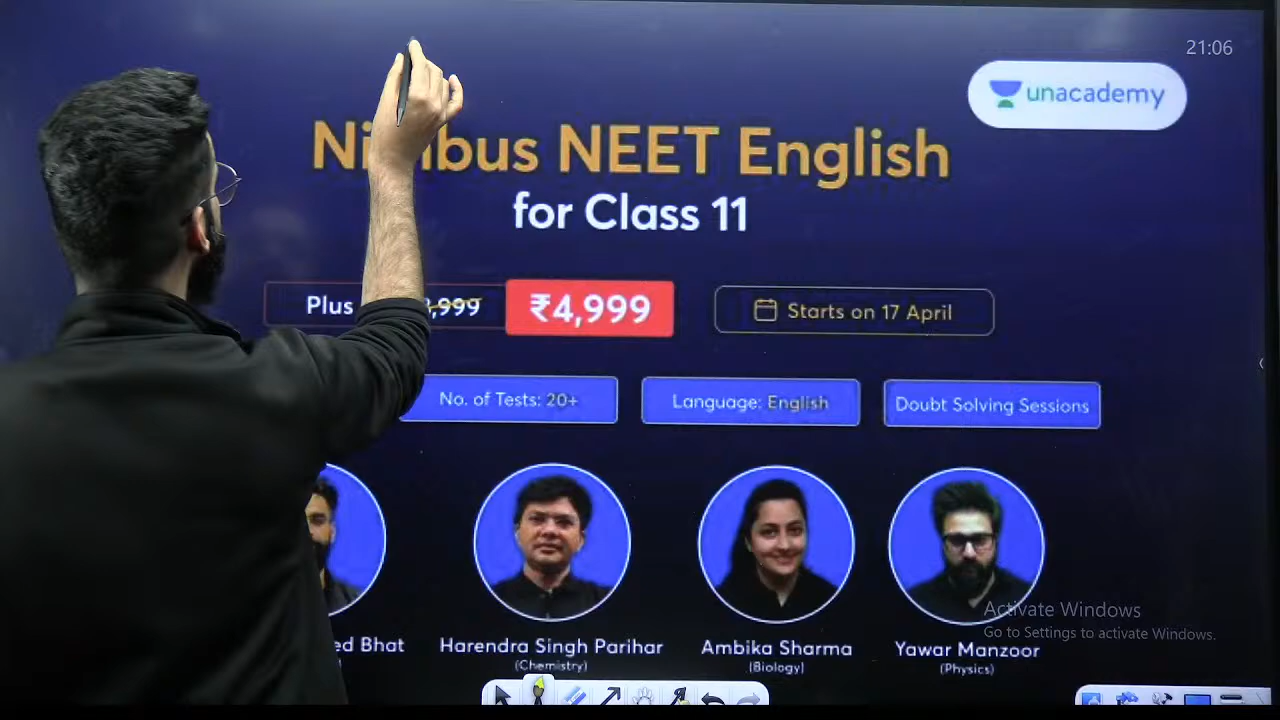 21:06
unacademy
NEET English
for Class 11
Plus ,999 ₹4,999 Starts on 17 April
No. of Tests: 20+ Language: English Doubt Solving Sessions
Bhat Harendra Singh Parihar Ambika Sharma Yawar Manzoor
(Chemistry) (Biology) (Physics)
Activate Windows
Go to Settings to activate Windows.